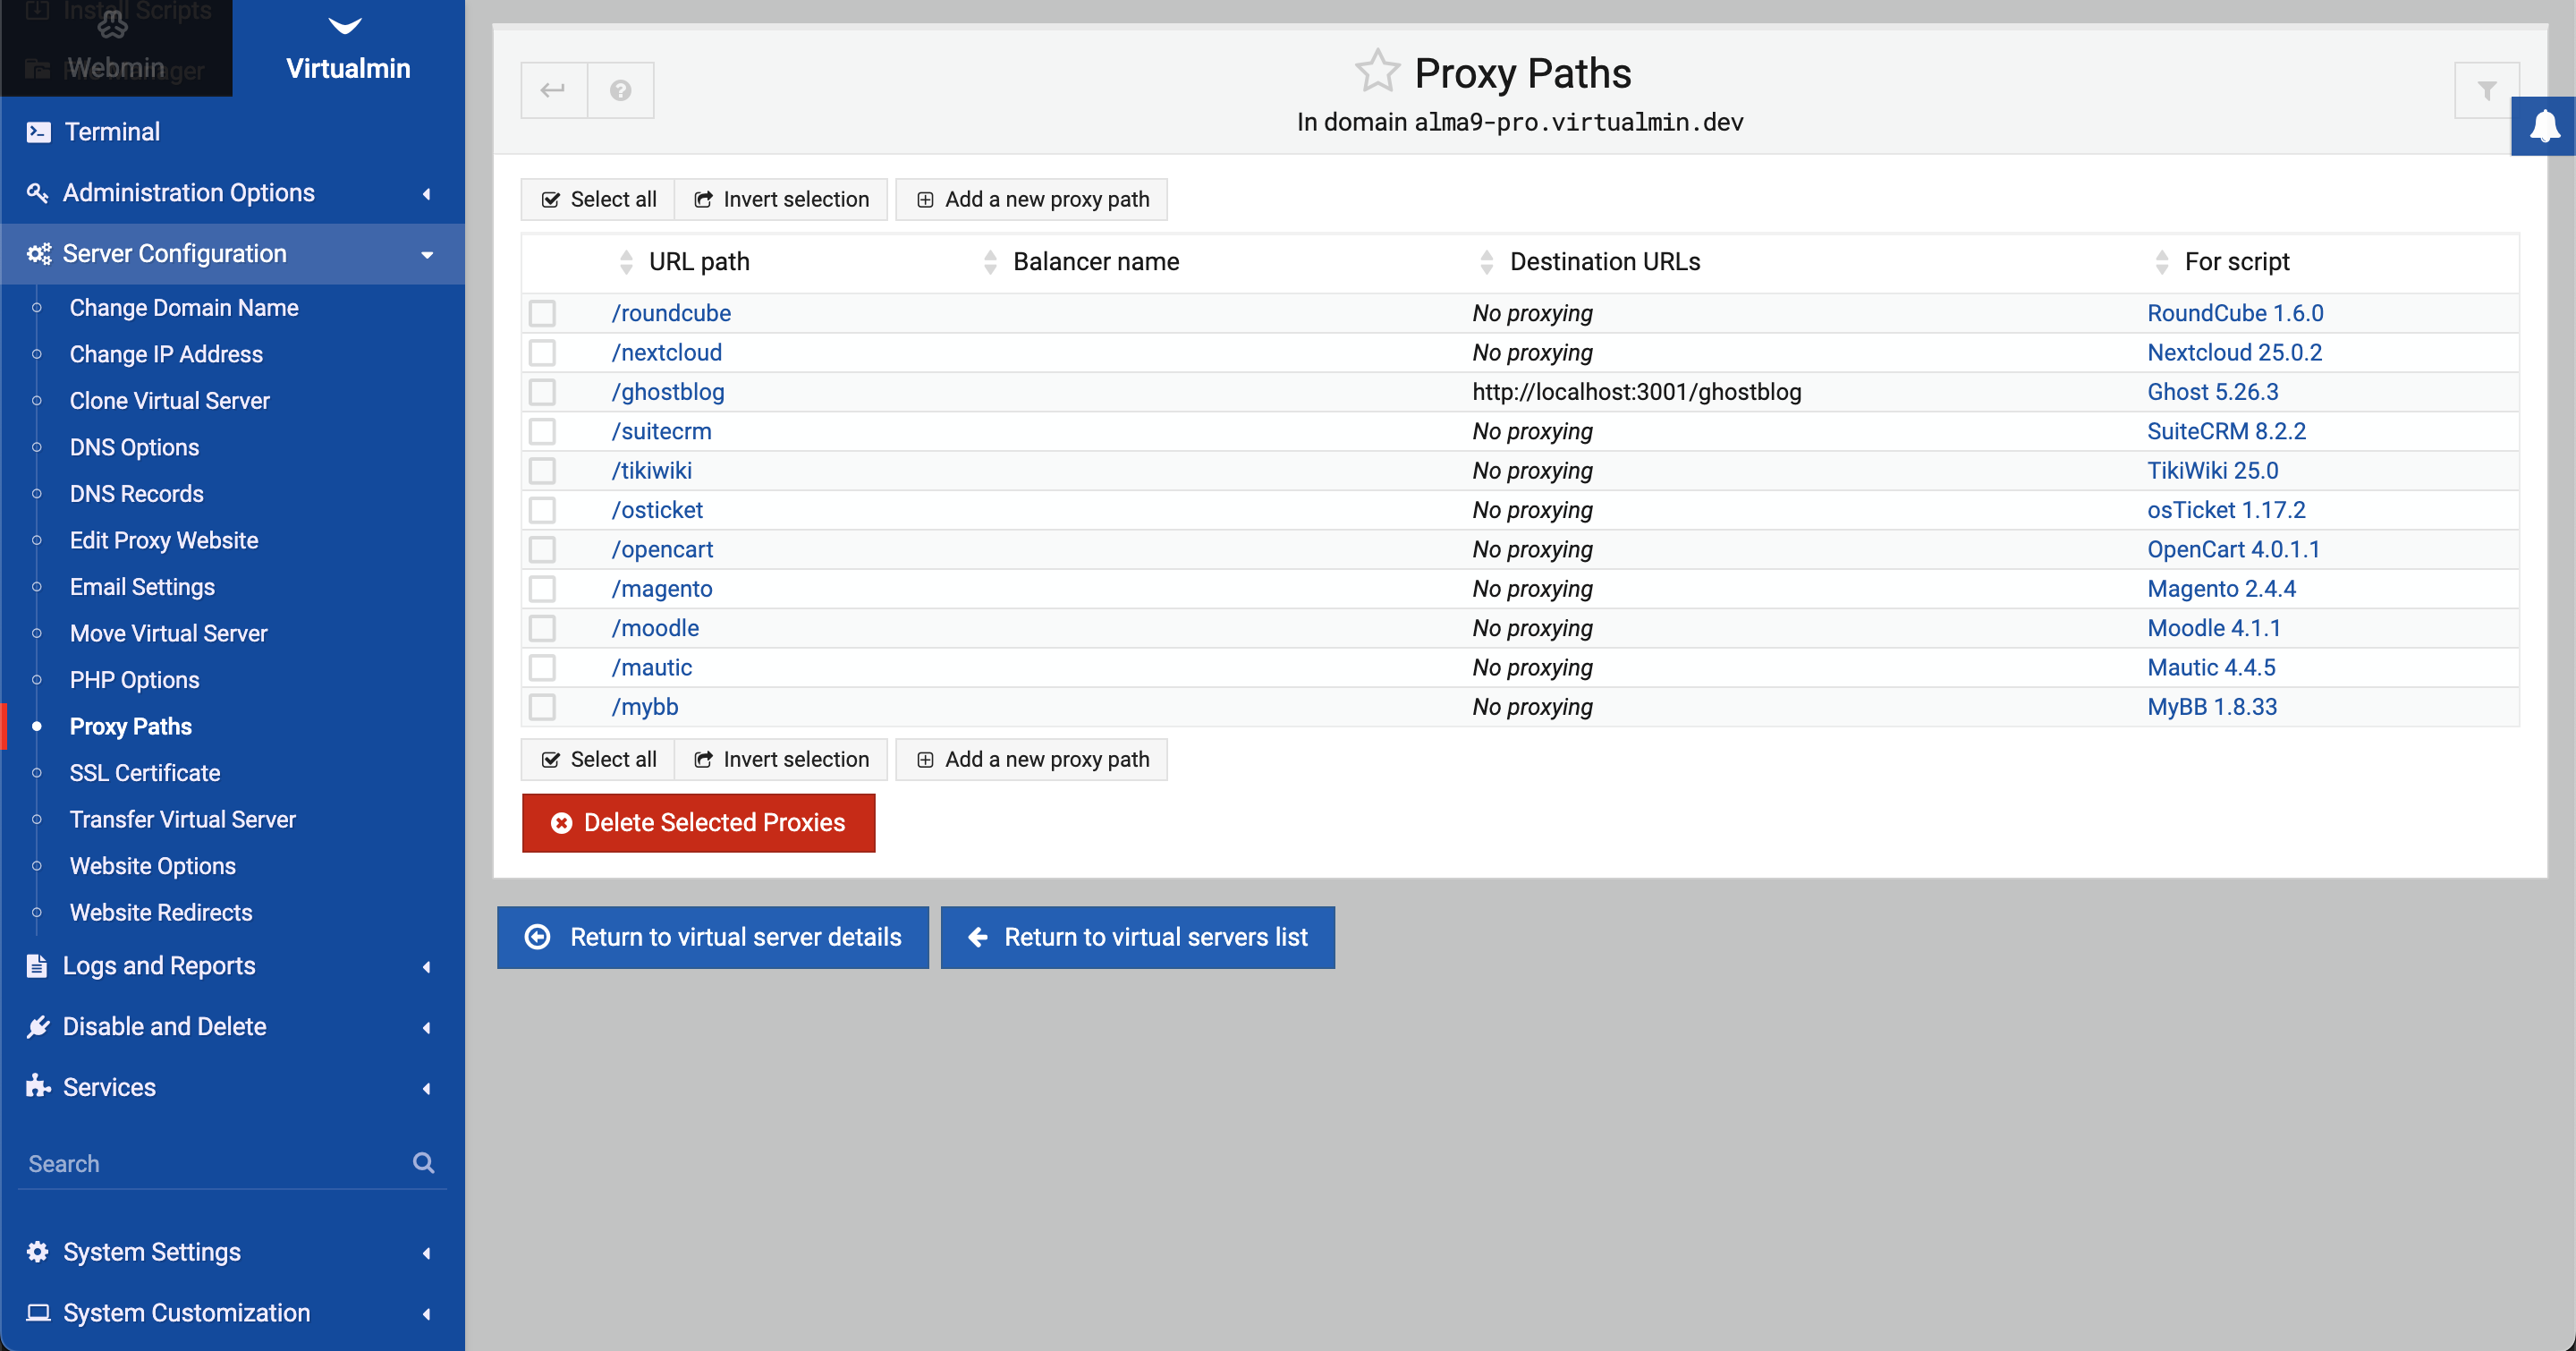 Install Scripts
Webmin
File Manager
Virtualmin
Terminal
Administration Options
Server Configuration
Change Domain Name
Change IP Address
Clone Virtual Server
DNS Options
DNS Records
Edit Proxy Website
Email Settings
Move Virtual Server
PHP Options
Proxy Paths
SSL Certificate
Transfer Virtual Server
Website Options
Website Redirects
Logs and Reports
Disable and Delete
Services
Search
System Settings
System Customization
Proxy Paths
In domain alma9-pro.virtualmin.dev
Select all Invert selection Add a new proxy path
URL path Balancer name Destination URLs For script
/roundcube No proxying RoundCube 1.6.0
/nextcloud No proxying Nextcloud 25.0.2
/ghostblog http://localhost:3001/ghostblog Ghost 5.26.3
/suitecrm No proxying SuiteCRM 8.2.2
/tikiwiki No proxying TikiWiki 25.0
/osticket No proxying osTicket 1.17.2
/opencart No proxying OpenCart 4.0.1.1
/magento No proxying Magento 2.4.4
/moodle No proxying Moodle 4.1.1
/mautic No proxying Mautic 4.4.5
/mybb No proxying MyBB 1.8.33
Select all Invert selection Add a new proxy path
Delete Selected Proxies
Return to virtual server details Return to virtual servers list